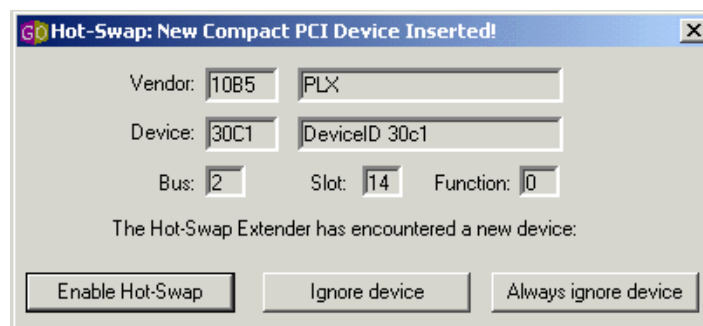 Hot-Swap: New Compact PCI Device Inserted!
Vendor: 10B5 PLX
Device: 30C1 DeviceID 30c1
Bus: 2 Slot: 14 Function: 0
The Hot-Swap Extender has encountered a new device:
Enable Hot-Swap Ignore device Always ignore device